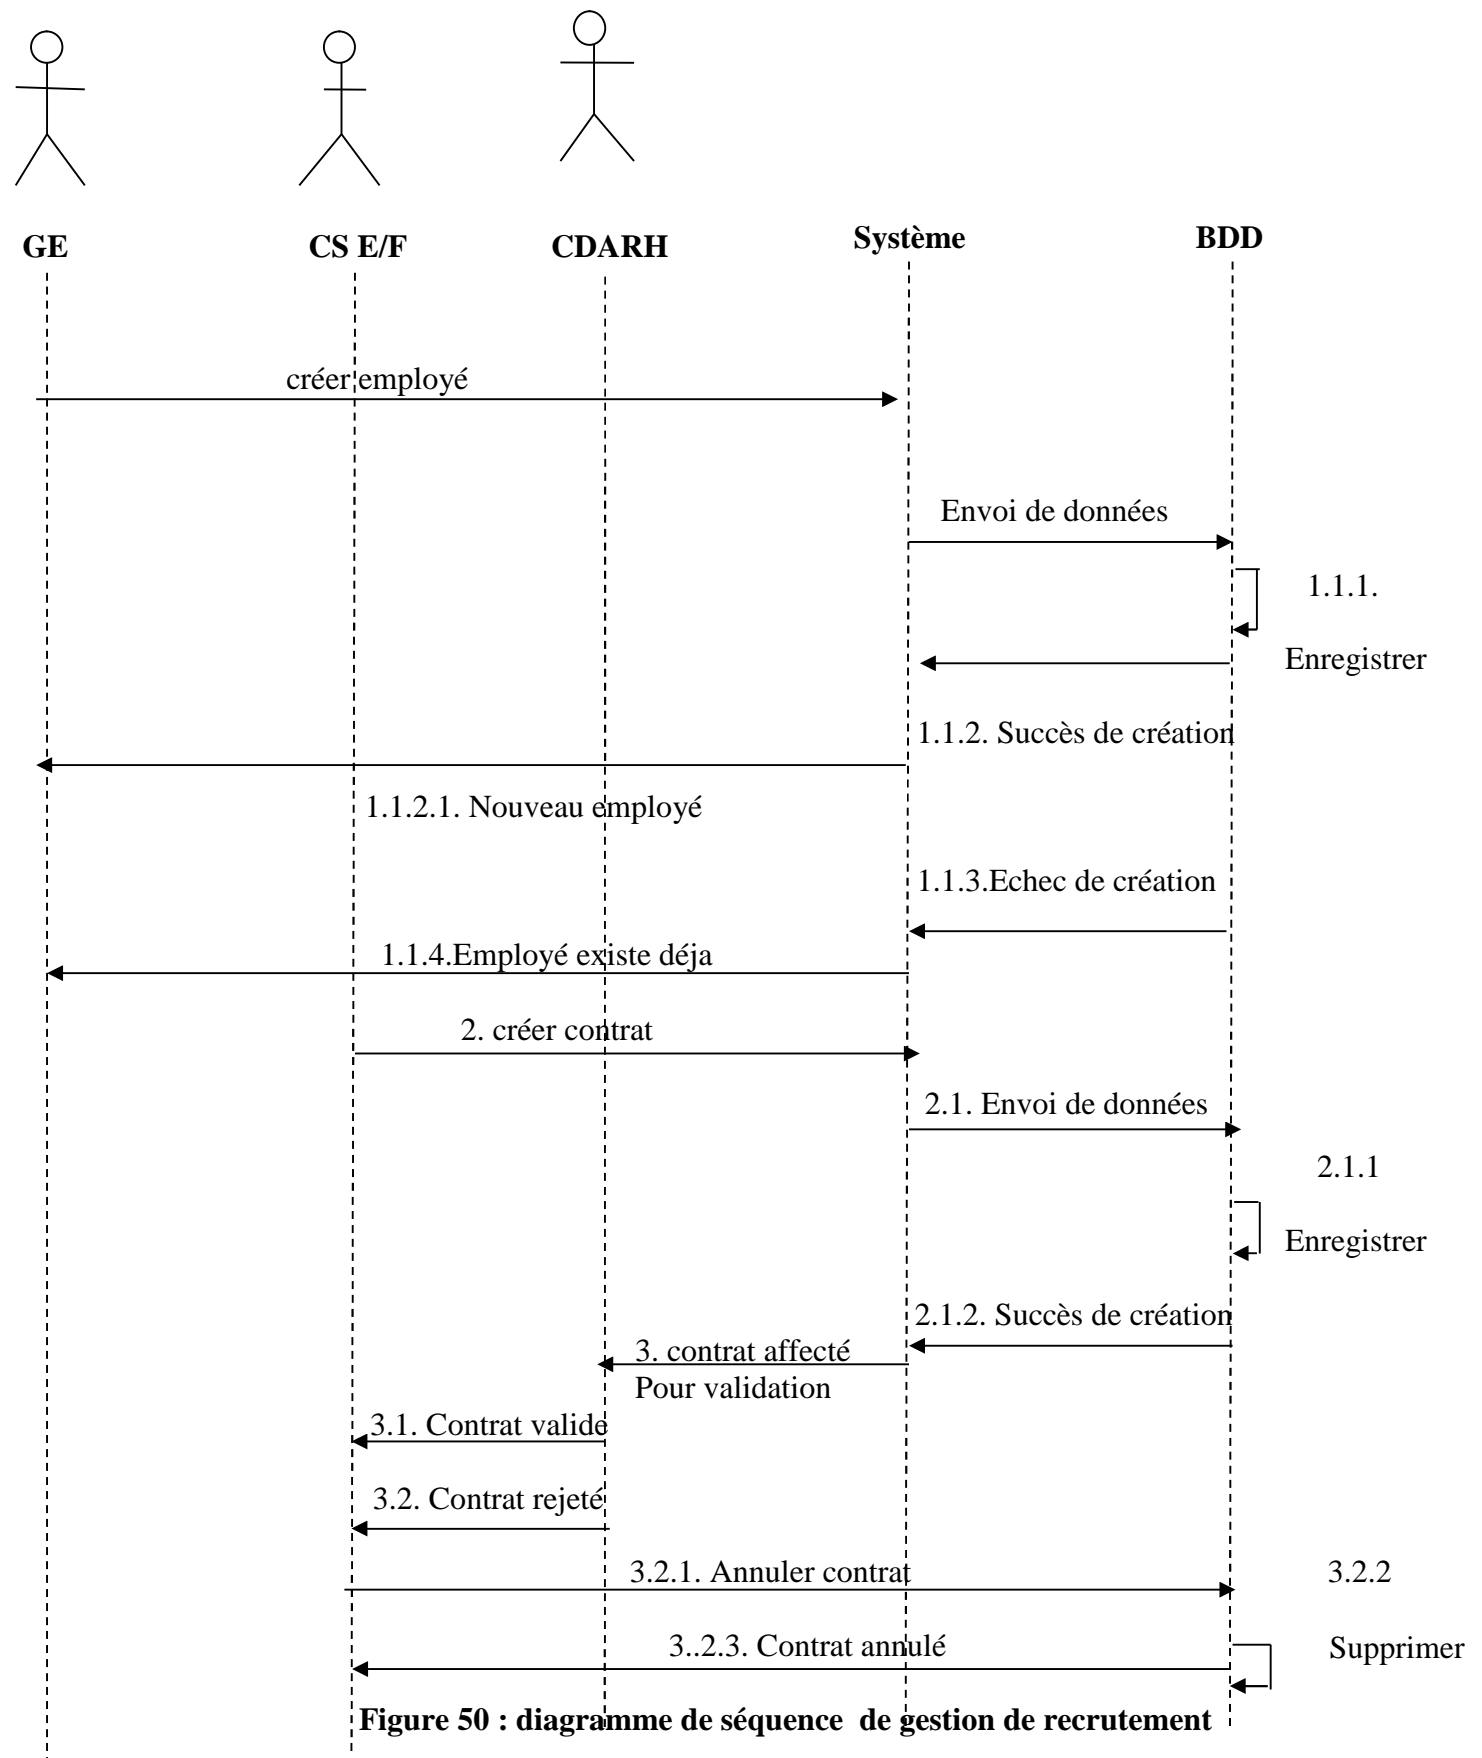 GE
CS E/F
CDARH
Système
BDD
créer employé
Envoi de données
1.1.1.
Enregistrer
1.1.2. Succès de création
1.1.2.1. Nouveau employé
1.1.3.Echec de création
1.1.4.Employé existe déja
2. créer contrat
2.1. Envoi de données
2.1.1
Enregistrer
2.1.2. Succès de création
3. contrat affecté
Pour validation
3.1. Contrat valide
3.2. Contrat rejeté
3.2.1. Annuler contrat
3.2.2
3..2.3. Contrat annulé
Supprimer
Figure 50 : diagramme de séquence  de gestion de recrutement